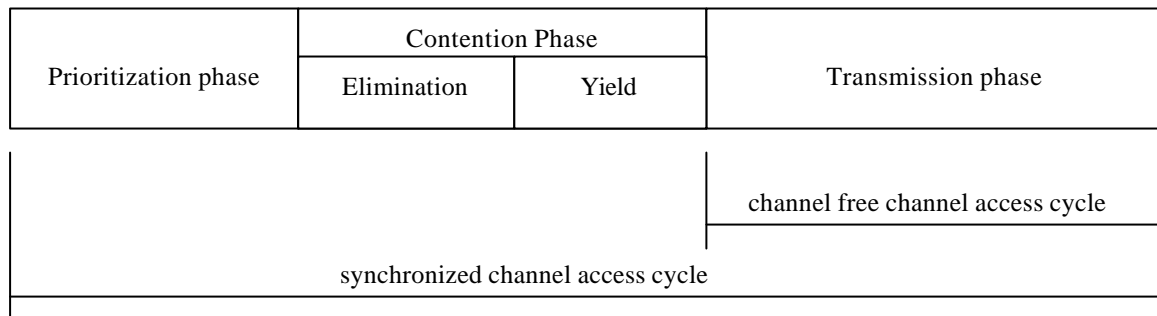 Contention Phase
Prioritization phase
Elimination
Yield
Transmission phase
channel free channel access cycle
synchronized channel access cycle